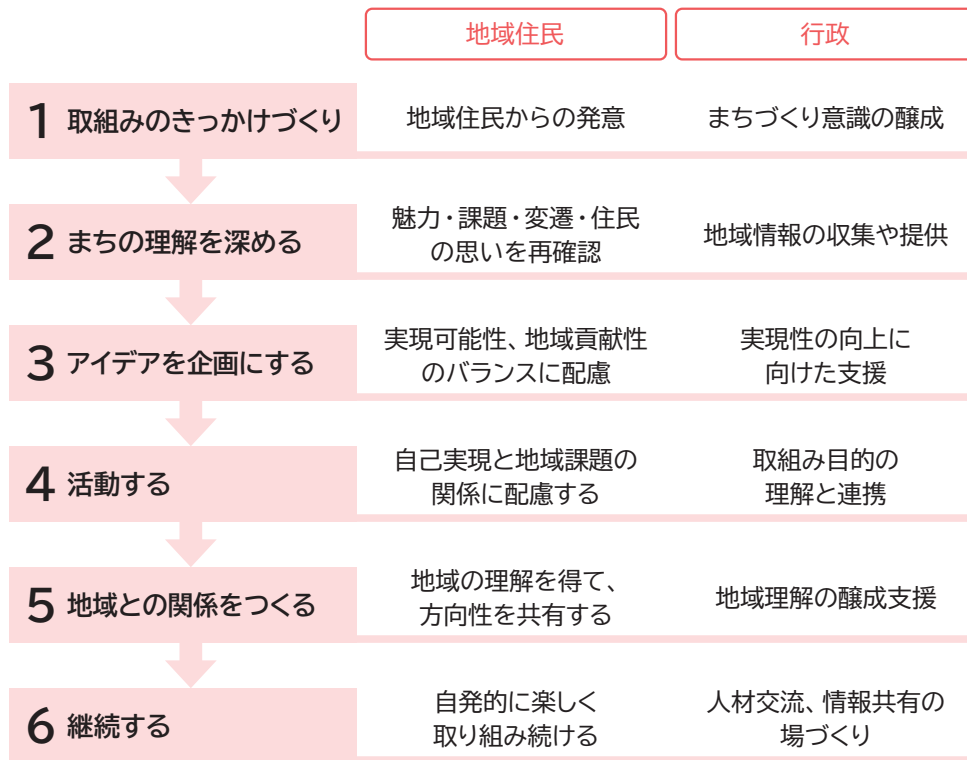 地域住民
行政
1 取組みのきっかけづくり
地域住民からの発意
まちづくり意識の醸成
2 まちの理解を深める
魅力・課題・変遷・住民
の思いを再確認
地域情報の収集や提供
3 アイデアを企画にする
実現可能性、地域貢献性
のバランスに配慮
実現性の向上に
向けた支援
4 活動する
自己実現と地域課題の
関係に配慮する
取組み目的の
理解と連携
5 地域との関係をつくる
地域の理解を得て、
方向性を共有する
地域理解の醸成支援
6 継続する
自発的に楽しく
取り組み続ける
人材交流、情報共有の
場づくり